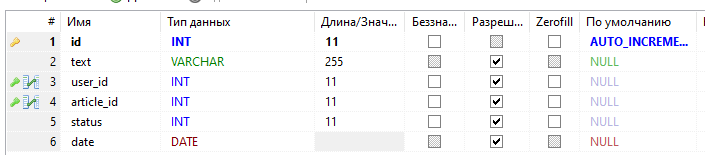 # Имя Тип данных Длина/Знач... Беззна... Разреш... Zerofill По умолчанию
1 id INT 11 AUTO_INCREME...
2 text VARCHAR 255 NULL
3 user_id INT 11 NULL
4 article_id INT 11 NULL
5 status INT 11 NULL
6 date DATE NULL